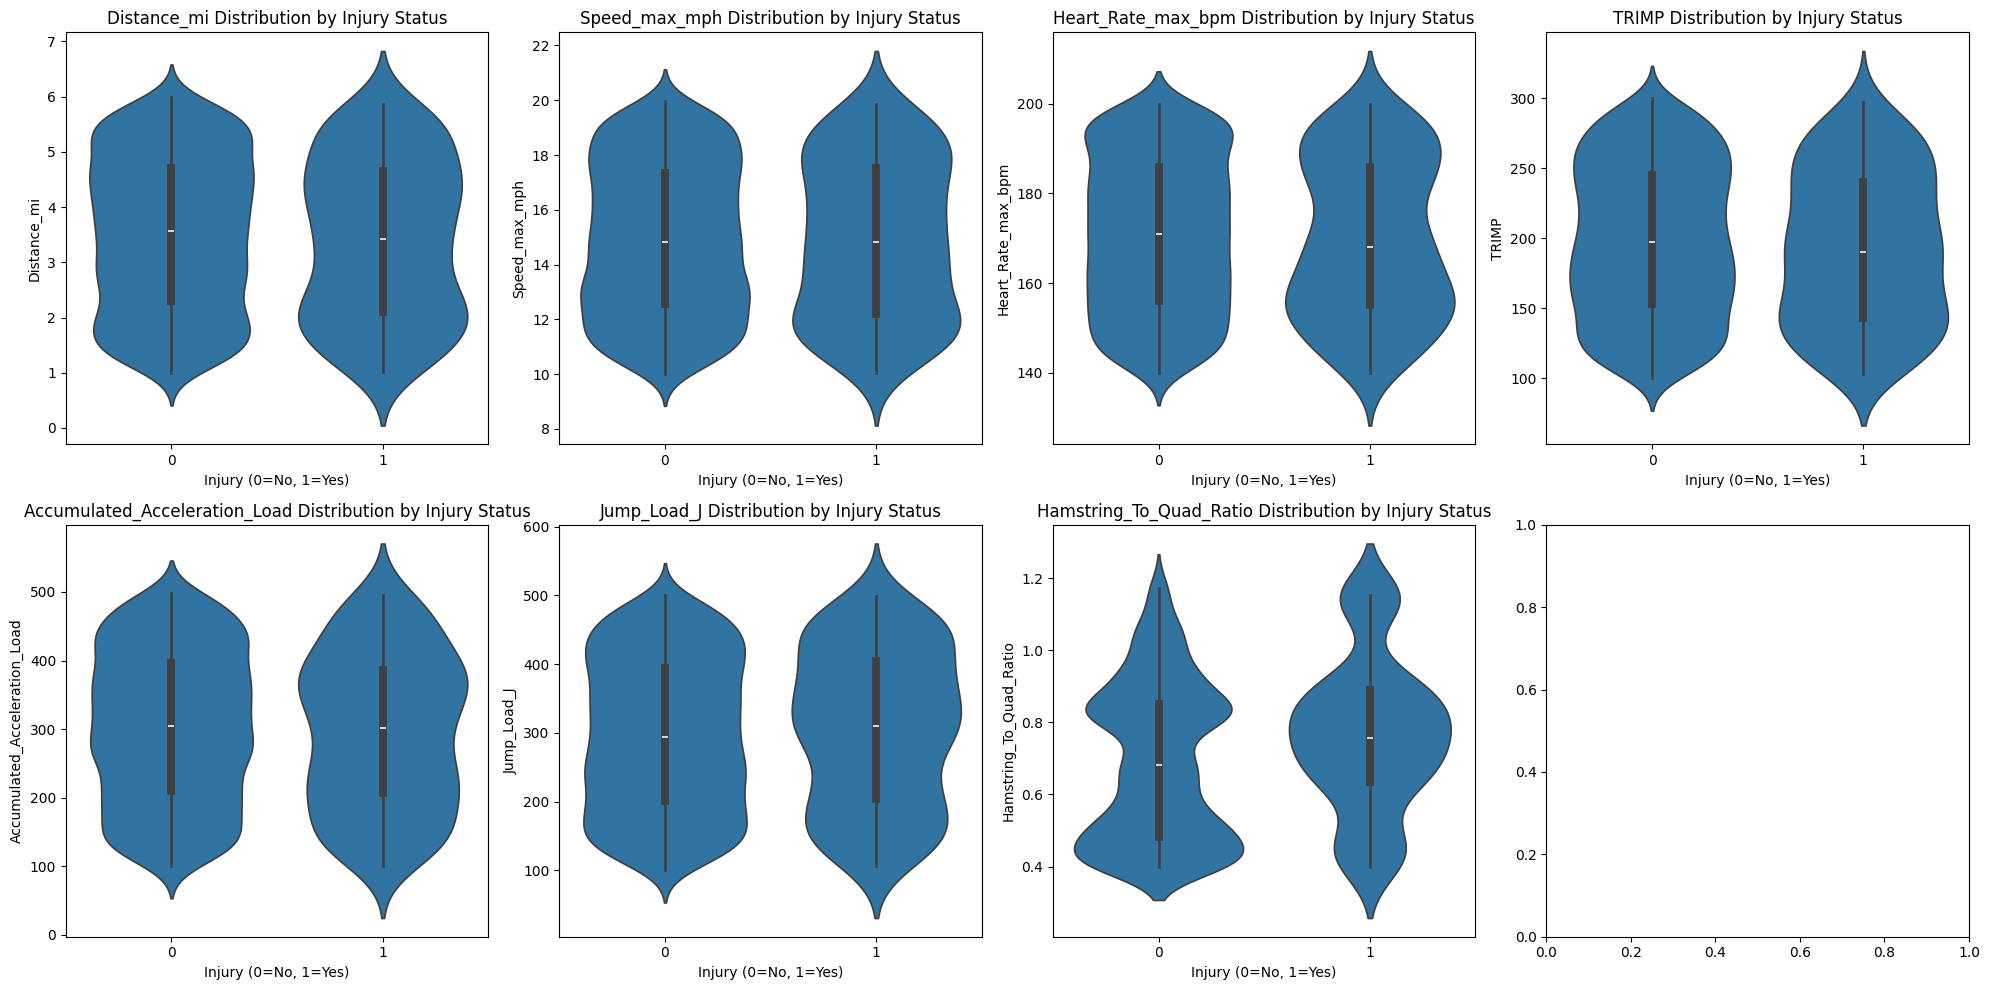 Distance_mi Distribution by Injury Status
Distance_mi
7
6
5
4
3
2
1
0
0 1
Injury (0=No, 1=Yes)
Speed_max_mph Distribution by Injury Status
Speed_max_mph
22
20
18
16
14
12
10
8
0 1
Injury (0=No, 1=Yes)
Heart_Rate_max_bpm Distribution by Injury Status
Heart_Rate_max_bpm
200
180
160
140
0 1
Injury (0=No, 1=Yes)
TRIMP Distribution by Injury Status
TRIMP
300
250
200
150
100
0 1
Injury (0=No, 1=Yes)
Accumulated_Acceleration_Load Distribution by Injury Status
Accumulated_Acceleration_Load
500
400
300
200
100
0
0 1
Injury (0=No, 1=Yes)
Jump_Load_J Distribution by Injury Status
Jump_Load_J
600
500
400
300
200
100
0 1
Injury (0=No, 1=Yes)
Hamstring_To_Quad_Ratio Distribution by Injury Status
Hamstring_To_Quad_Ratio
1.2
1.0
0.8
0.6
0.4
0 1
Injury (0=No, 1=Yes)
1.0
0.8
0.6
0.4
0.2
0.0
0.0 0.2 0.4 0.6 0.8 1.0